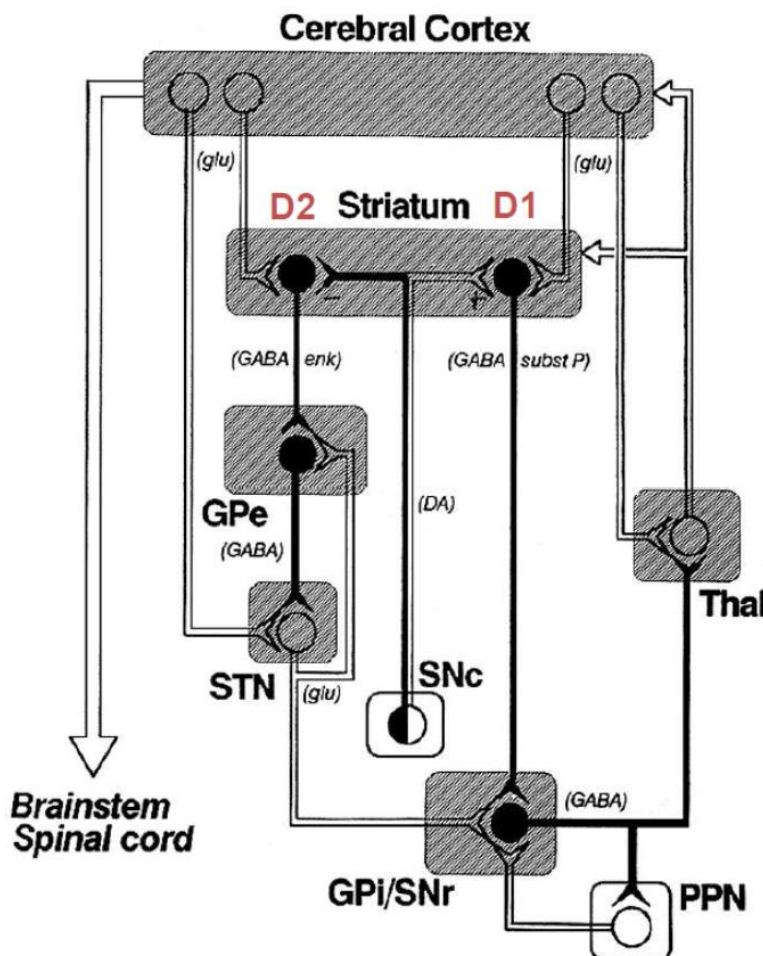 Cerebral Cortex
(glu)
(glu)
D2 Striatum D1
−
+
(GABA enk)
(GABA subst P)
GPe
(DA)
(GABA)
Thal
STN
(glu)
SNc
Brainstem
Spinal cord
(GABA)
GPi/SNr
PPN